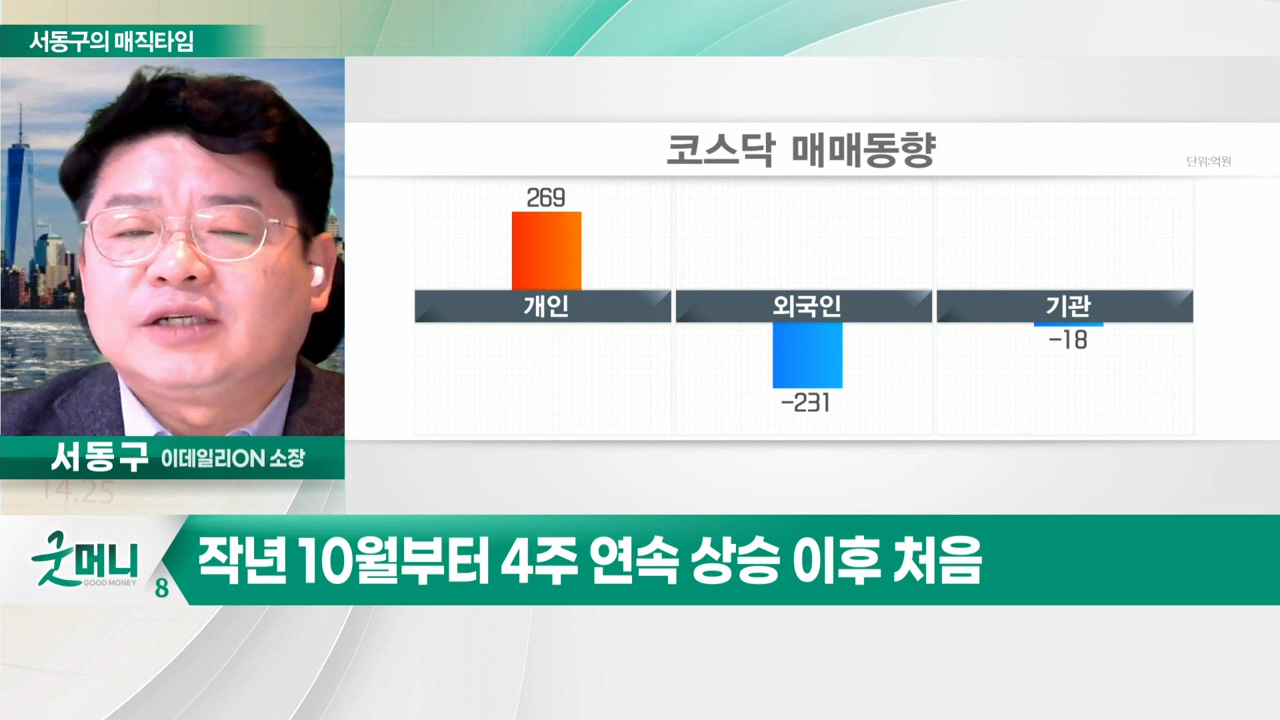 서동구의 매직타임
코스닥 매매동향
단위:억원
269
개인
외국인
기관
-18
-231
서동구 이데일리ON 소장
14.25
굿머니
GOOD MONEY
8
작년 10월부터 4주 연속 상승 이후 처음